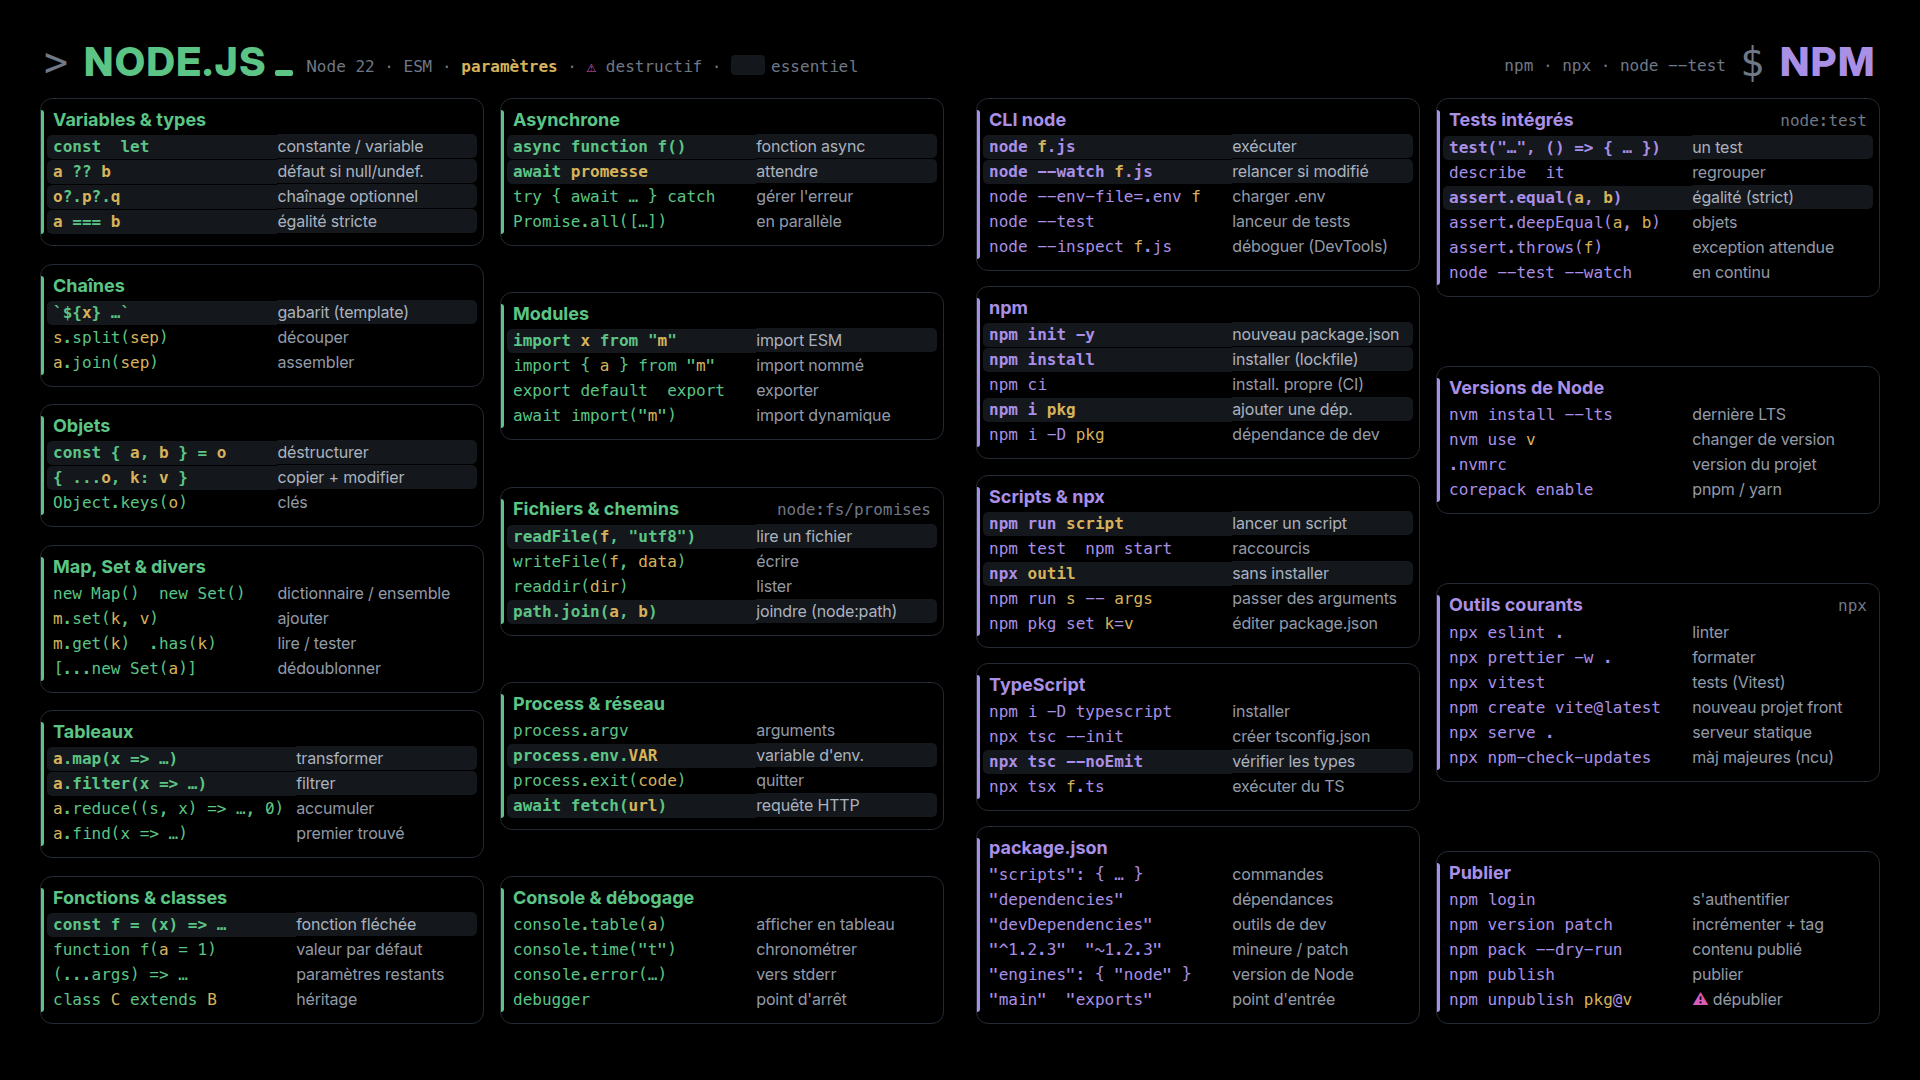 > NODE.JS_ Node 22 · ESM · paramètres · ⚠ destructif · essentiel
npm · npx · node --test $ NPM
Variables & types
const  let constante / variable
a ?? b défaut si null/undef.
o?.p?.q chaînage optionnel
a === b égalité stricte
Chaînes
`${x} …` gabarit (template)
s.split(sep) découper
a.join(sep) assembler
Objets
const { a, b } = o déstructurer
{ ...o, k: v } copier + modifier
Object.keys(o) clés
Map, Set & divers
new Map()  new Set() dictionnaire / ensemble
m.set(k, v) ajouter
m.get(k)  .has(k) lire / tester
[...new Set(a)] dédoublonner
Tableaux
a.map(x => …) transformer
a.filter(x => …) filtrer
a.reduce((s, x) => …, 0) accumuler
a.find(x => …) premier trouvé
Fonctions & classes
const f = (x) => … fonction fléchée
function f(a = 1) valeur par défaut
(...args) => … paramètres restants
class C extends B héritage
Asynchrone
async function f() fonction async
await promesse attendre
try { await … } catch gérer l'erreur
Promise.all([…]) en parallèle
Modules
import x from "m" import ESM
import { a } from "m" import nommé
export default  export exporter
await import("m") import dynamique
Fichiers & chemins node:fs/promises
readFile(f, "utf8") lire un fichier
writeFile(f, data) écrire
readdir(dir) lister
path.join(a, b) joindre (node:path)
Process & réseau
process.argv arguments
process.env.VAR variable d'env.
process.exit(code) quitter
await fetch(url) requête HTTP
Console & débogage
console.table(a) afficher en tableau
console.time("t") chronométrer
console.error(…) vers stderr
debugger point d'arrêt
CLI node
node f.js exécuter
node --watch f.js relancer si modifié
node --env-file=.env f charger .env
node --test lanceur de tests
node --inspect f.js déboguer (DevTools)
npm
npm init -y nouveau package.json
npm install installer (lockfile)
npm ci install. propre (CI)
npm i pkg ajouter une dép.
npm i -D pkg dépendance de dev
Scripts & npx
npm run script lancer un script
npm test  npm start raccourcis
npx outil sans installer
npm run s -- args passer des arguments
npm pkg set k=v éditer package.json
TypeScript
npm i -D typescript installer
npx tsc --init créer tsconfig.json
npx tsc --noEmit vérifier les types
npx tsx f.ts exécuter du TS
package.json
"scripts": { … } commandes
"dependencies" dépendances
"devDependencies" outils de dev
"^1.2.3"  "~1.2.3" mineure / patch
"engines": { "node" } version de Node
"main"  "exports" point d'entrée
Tests intégrés node:test
test("…", () => { … }) un test
describe  it regrouper
assert.equal(a, b) égalité (strict)
assert.deepEqual(a, b) objets
assert.throws(f) exception attendue
node --test --watch en continu
Versions de Node
nvm install --lts dernière LTS
nvm use v changer de version
.nvmrc version du projet
corepack enable pnpm / yarn
Outils courants npx
npx eslint . linter
npx prettier -w . formater
npx vitest tests (Vitest)
npm create vite@latest nouveau projet front
npx serve . serveur statique
npx npm-check-updates màj majeures (ncu)
Publier
npm login s'authentifier
npm version patch incrémenter + tag
npm pack --dry-run contenu publié
npm publish publier
npm unpublish pkg@v ⚠ dépublier